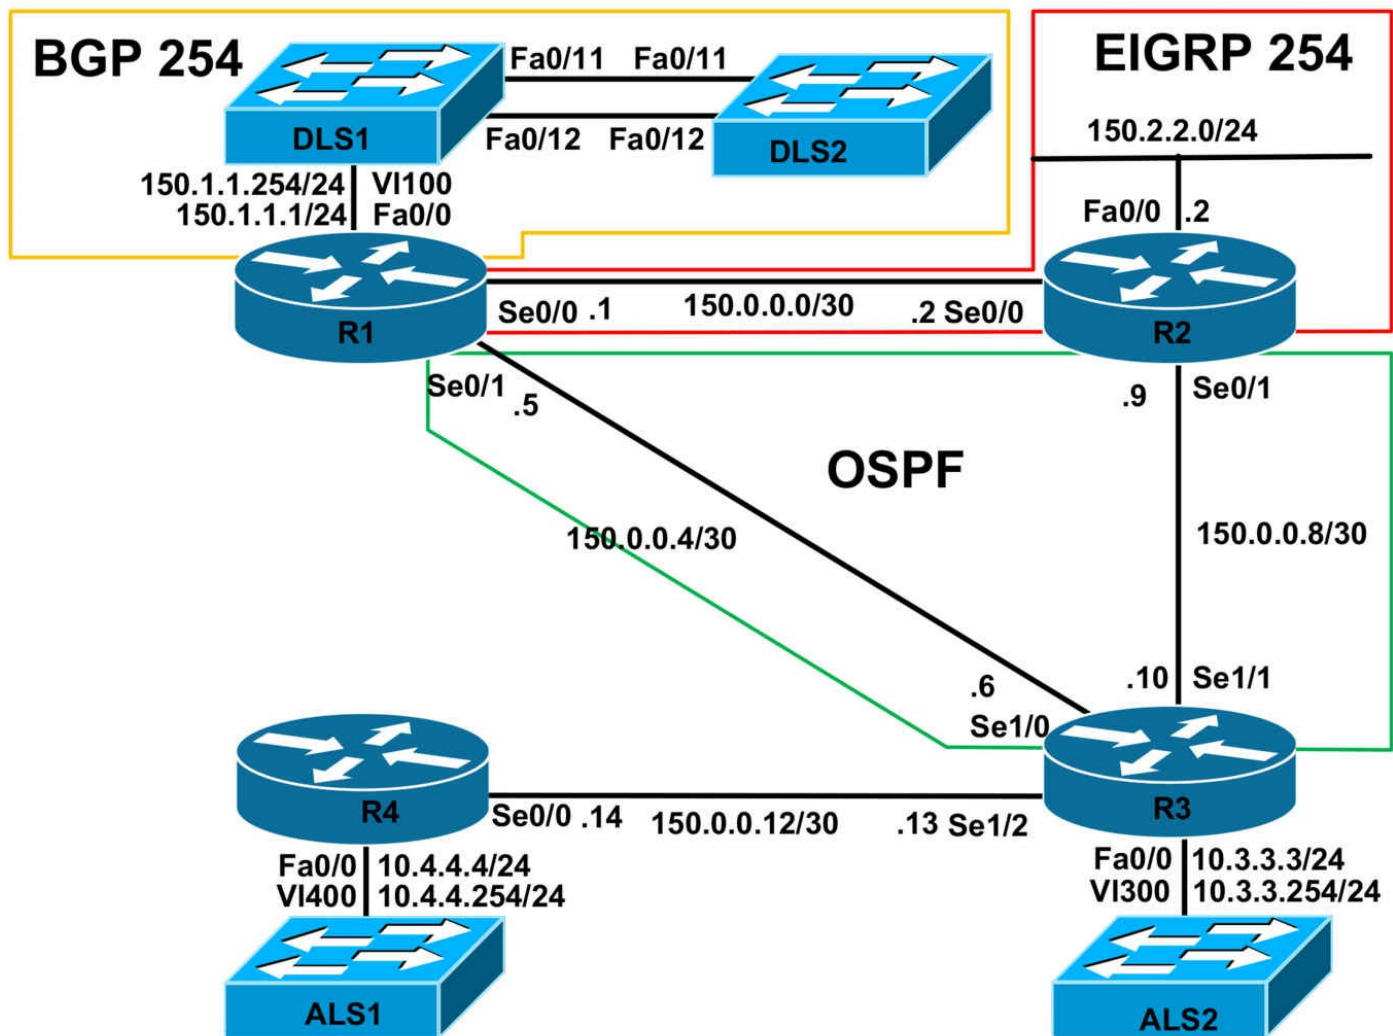 BGP 254
EIGRP 254
Fa0/11 Fa0/11
DLS1
Fa0/12 Fa0/12
DLS2
150.2.2.0/24
150.1.1.254/24 Vl100
150.1.1.1/24 Fa0/0
Fa0/0 .2
R1
Se0/0 .1
150.0.0.0/30
.2 Se0/0
R2
Se0/1
.5
.9
Se0/1
OSPF
150.0.0.4/30
150.0.0.8/30
.6
Se1/0
.10 Se1/1
R4
Se0/0 .14
150.0.0.12/30
.13 Se1/2
R3
Fa0/0 10.4.4.4/24
Vl400 10.4.4.254/24
Fa0/0 10.3.3.3/24
Vl300 10.3.3.254/24
ALS1
ALS2